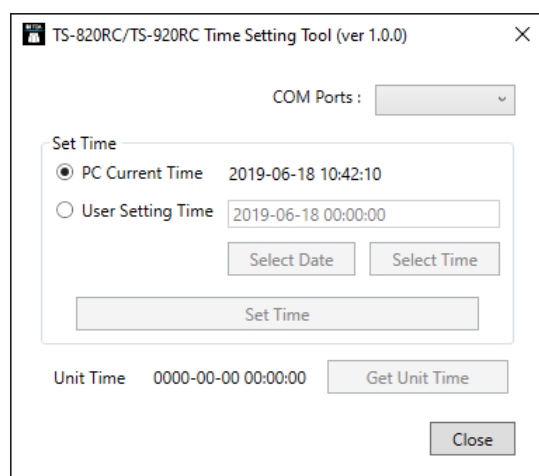 TS-820RC/TS-920RC Time Setting Tool (ver 1.0.0)
COM Ports :
Set Time
PC Current Time 2019-06-18 10:42:10
User Setting Time 2019-06-18 00:00:00
Select Date Select Time
Set Time
Unit Time 0000-00-00 00:00:00 Get Unit Time
Close